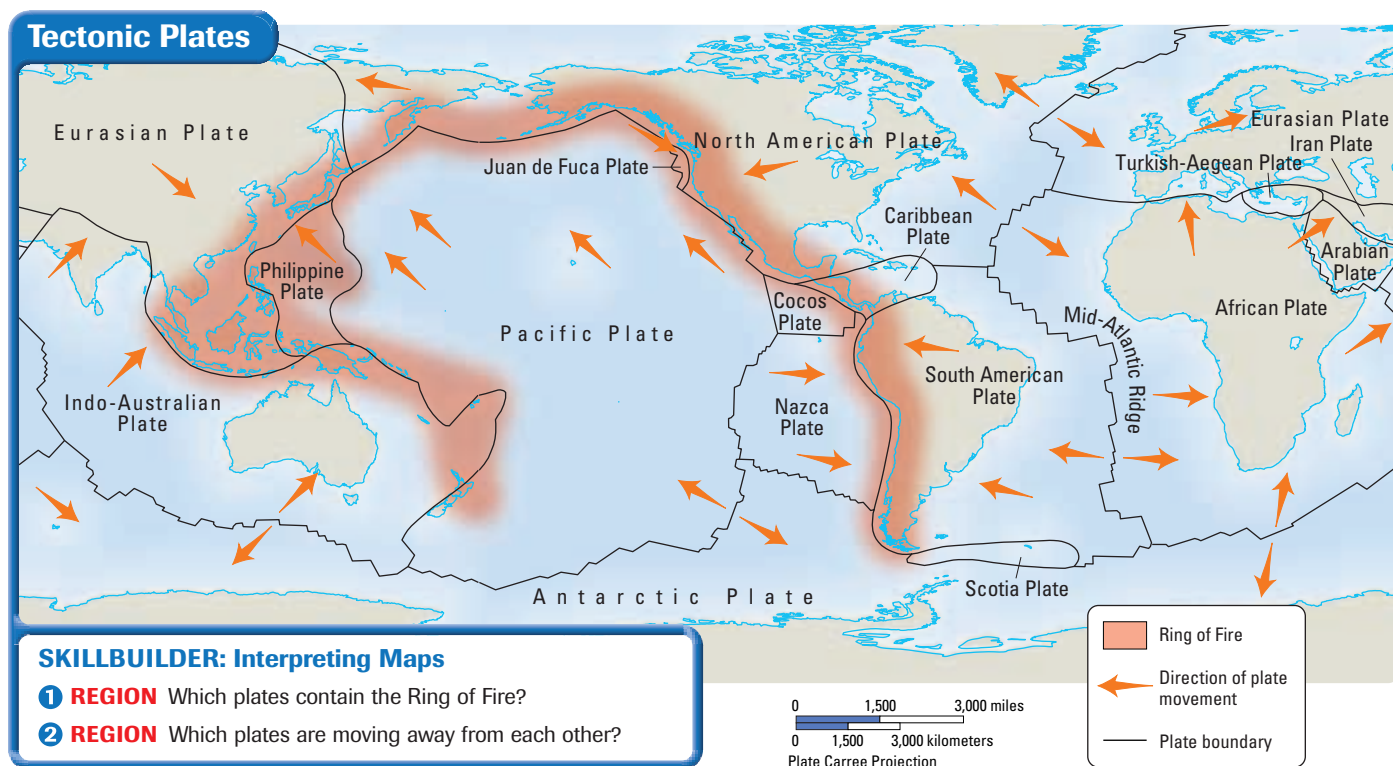 Tectonic Plates
Eurasian Plate
North American Plate
Juan de Fuca Plate
Eurasian Plate
Iran Plate
Turkish-Aegean Plate
Caribbean
Plate
Arabian
Plate
Philippine
Plate
Cocos
Plate
African Plate
Mid-Atlantic Ridge
Pacific Plate
South American
Plate
Indo-Australian
Plate
Nazca
Plate
Scotia Plate
Antarctic Plate
SKILLBUILDER: Interpreting Maps
1 REGION Which plates contain the Ring of Fire?
2 REGION Which plates are moving away from each other?
0 1,500 3,000 miles
0 1,500 3,000 kilometers
Plate Carree Projection
Ring of Fire
Direction of plate
movement
Plate boundary